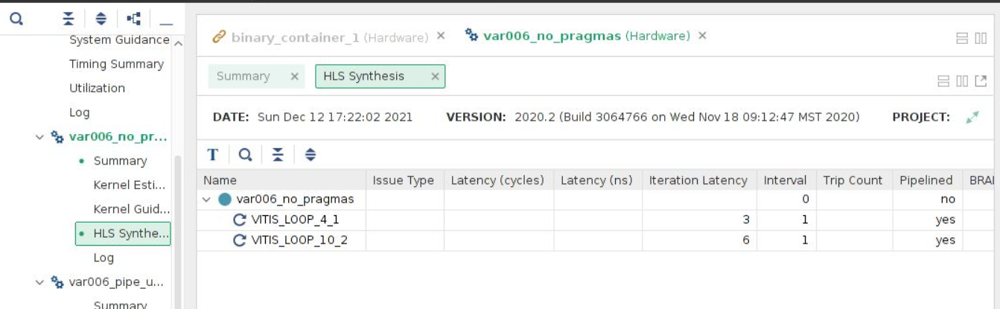 System Guidance
Timing Summary
Utilization
Log
var006_no_pr...
Summary
Kernel Esti...
Kernel Guid...
HLS Synthe...
Log
var006_pipe_u...
Summary
binary_container_1 (Hardware) × var006_no_pragmas (Hardware) ×
Summary × HLS Synthesis ×
DATE: Sun Dec 12 17:22:02 2021 VERSION: 2020.2 (Build 3064766 on Wed Nov 18 09:12:47 MST 2020) PROJECT:
T
Name Issue Type Latency (cycles) Latency (ns) Iteration Latency Interval Trip Count Pipelined BRA
var006_no_pragmas 0 no
VITIS_LOOP_4_1 3 1 yes
VITIS_LOOP_10_2 6 1 yes